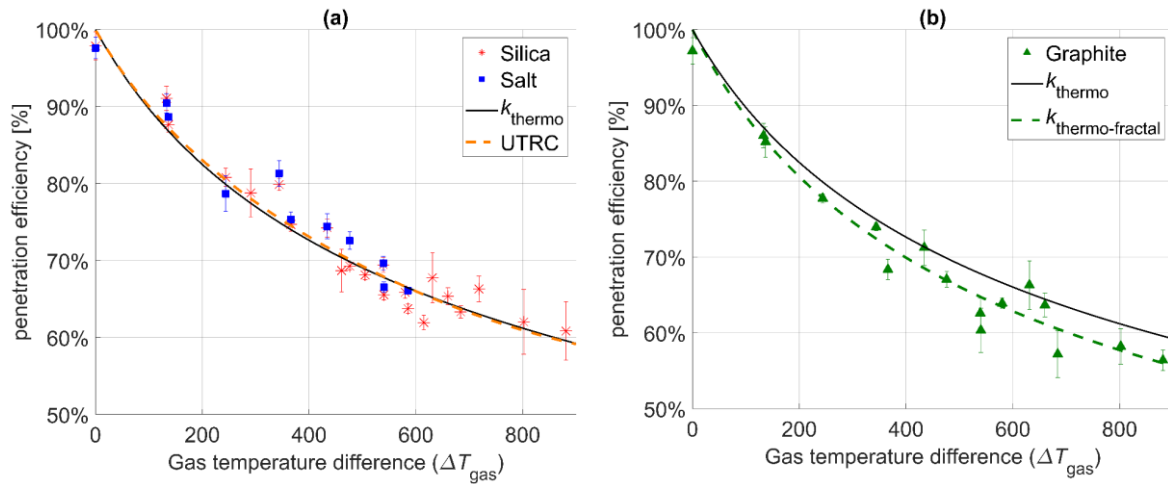 (a)
penetration efficiency [%]
100%
90%
80%
70%
60%
50%
0 200 400 600 800
Gas temperature difference (ΔT_gas)
Silica
Salt
k_thermo
UTRC
(b)
penetration efficiency [%]
100%
90%
80%
70%
60%
50%
0 200 400 600 800
Gas temperature difference (ΔT_gas)
Graphite
k_thermo
k_thermo-fractal